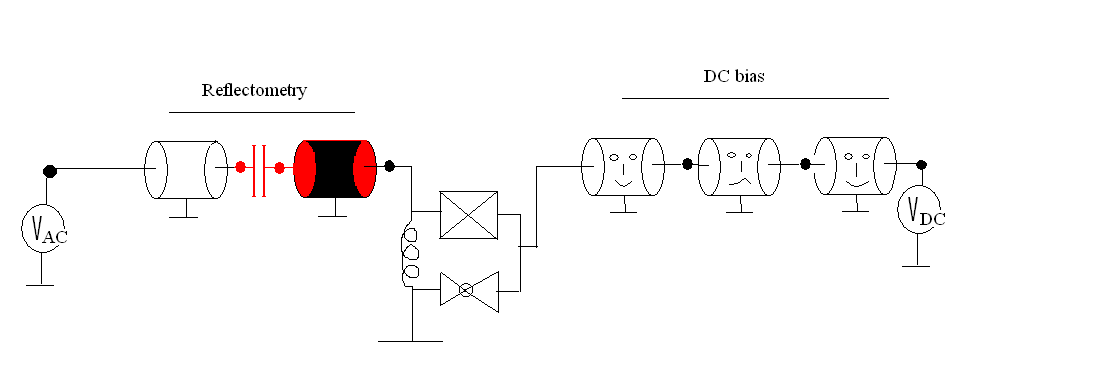 Reflectometry
DC bias
VAC
VDC